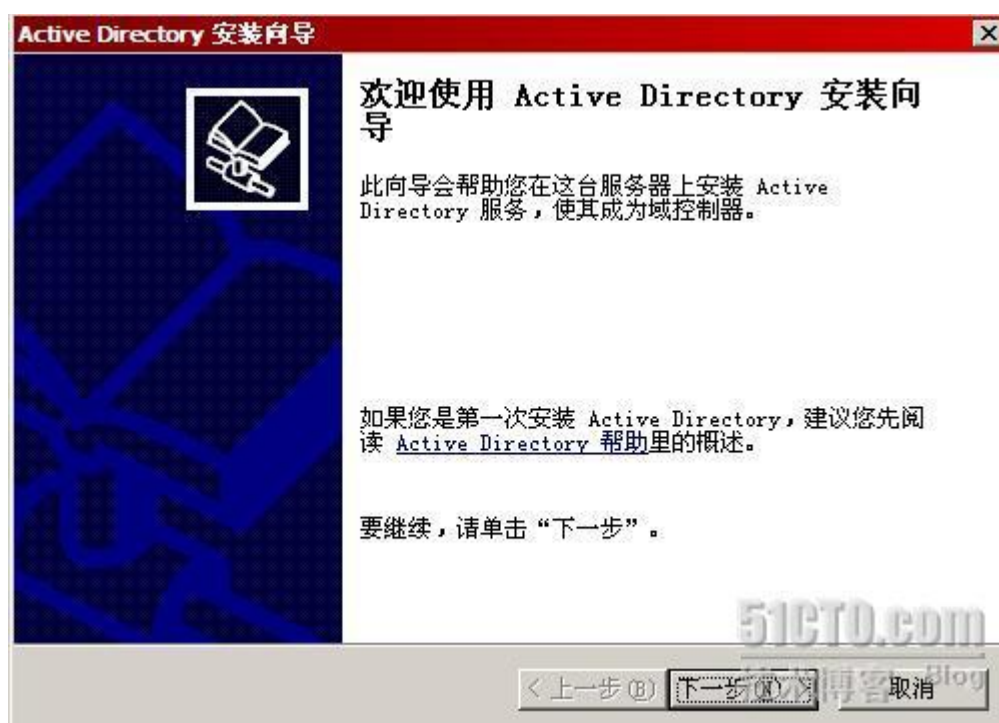 Active Directory 安装向导
欢迎使用 Active Directory 安装向
导
此向导会帮助您在这台服务器上安装 Active
Directory 服务，使其成为域控制器。
如果您是第一次安装 Active Directory，建议您先阅
读 Active Directory 帮助里的概述。
要继续，请单击“下一步”。
51CTO.com
< 上一步(B) 下一步(N) > 取消
技术博客 Blog